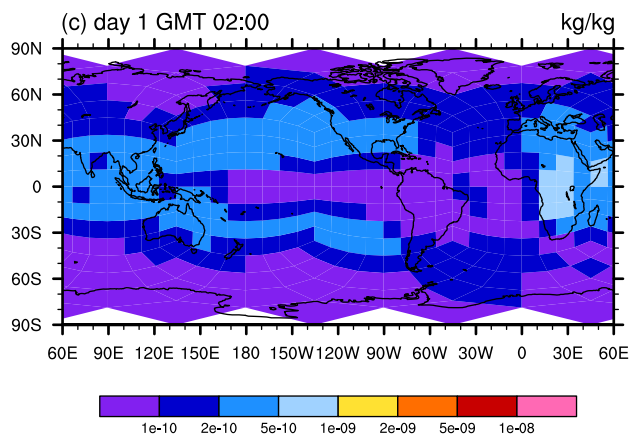 (c) day 1 GMT 02:00 kg/kg
90N
60N
30N
0
30S
60S
90S
60E 90E 120E 150E 180 150W 120W 90W 60W 30W 0 30E 60E
1e-10 2e-10 5e-10 1e-09 2e-09 5e-09 1e-08